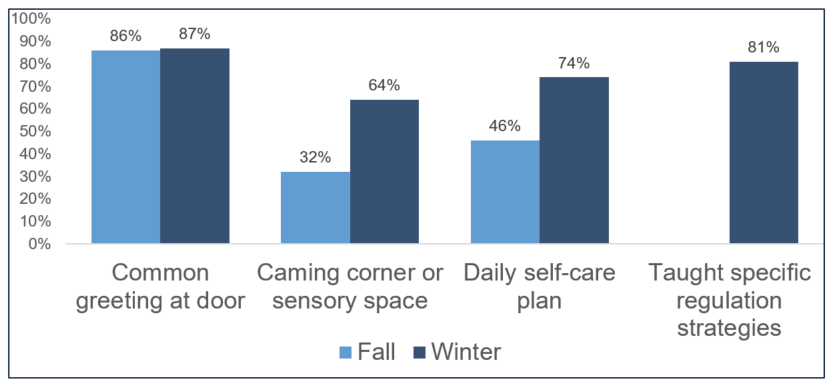 100%
90%
80%
70%
60%
50%
40%
30%
20%
10%
0%
86%
87%
32%
64%
46%
74%
81%
Common
greeting at door
Caming corner or
sensory space
Daily self-care
plan
Taught specific
regulation
strategies
Fall
Winter